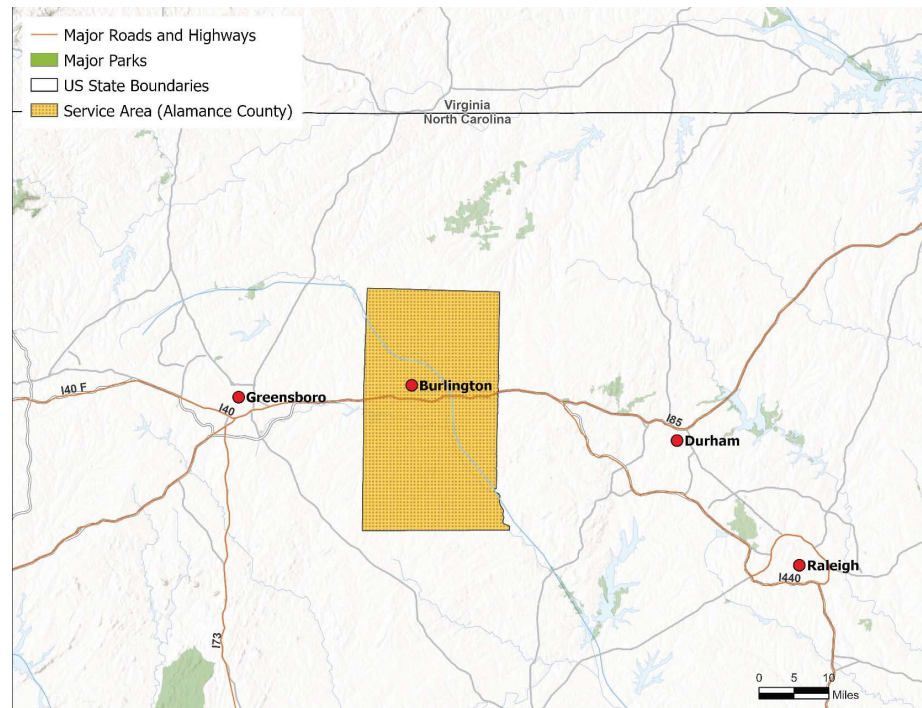 Major Roads and Highways
Major Parks
US State Boundaries
Service Area (Alamance County)
Virginia
North Carolina
I40 F
Greensboro
I40
Burlington
I85
Durham
Raleigh
I440
I73
0 5 10
Miles